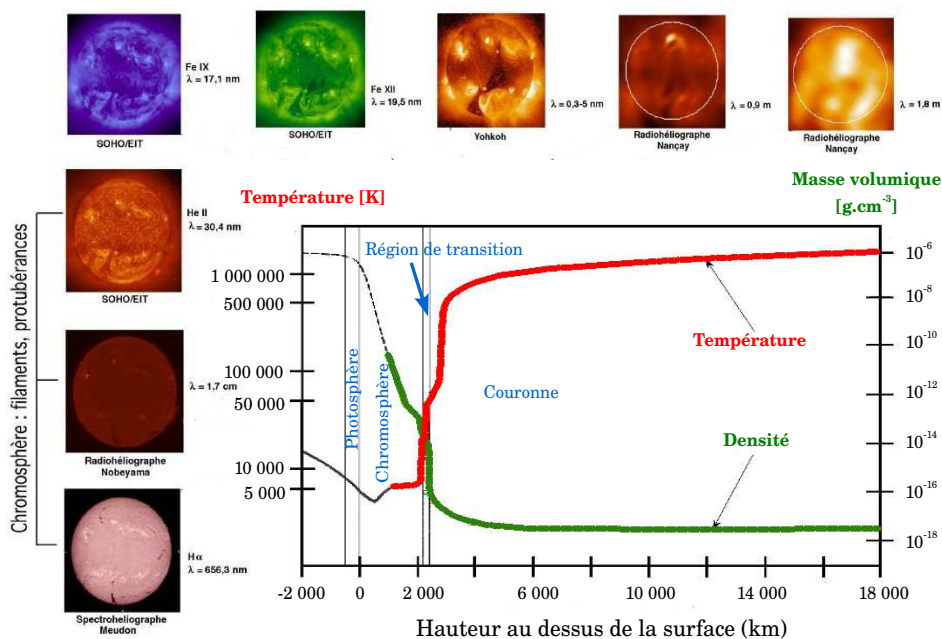 Fe IX
λ = 17,1 nm
SOHO/EIT
Fe XII
λ = 19,5 nm
SOHO/EIT
λ = 0,3-5 nm
Yohkoh
λ = 0,9 m
Radiohéliographe
Nançay
λ = 1,8 m
Radiohéliographe
Nançay
Chromosphère : filaments, protubérances
He II
λ = 30,4 nm
SOHO/EIT
λ = 1,7 cm
Radiohéliographe
Nobeyama
Hα
λ = 656,3 nm
Spectroheliographe
Meudon
Température [K]
Masse volumique
[g.cm-3]
1 000 000
500 000
100 000
50 000
10 000
5 000
Région de transition
Photosphère
Chromosphère
Couronne
Température
Densité
10-6
10-8
10-10
10-12
10-14
10-16
10-18
-2 000
0
2 000
6 000
10 000
14 000
18 000
Hauteur au dessus de la surface (km)